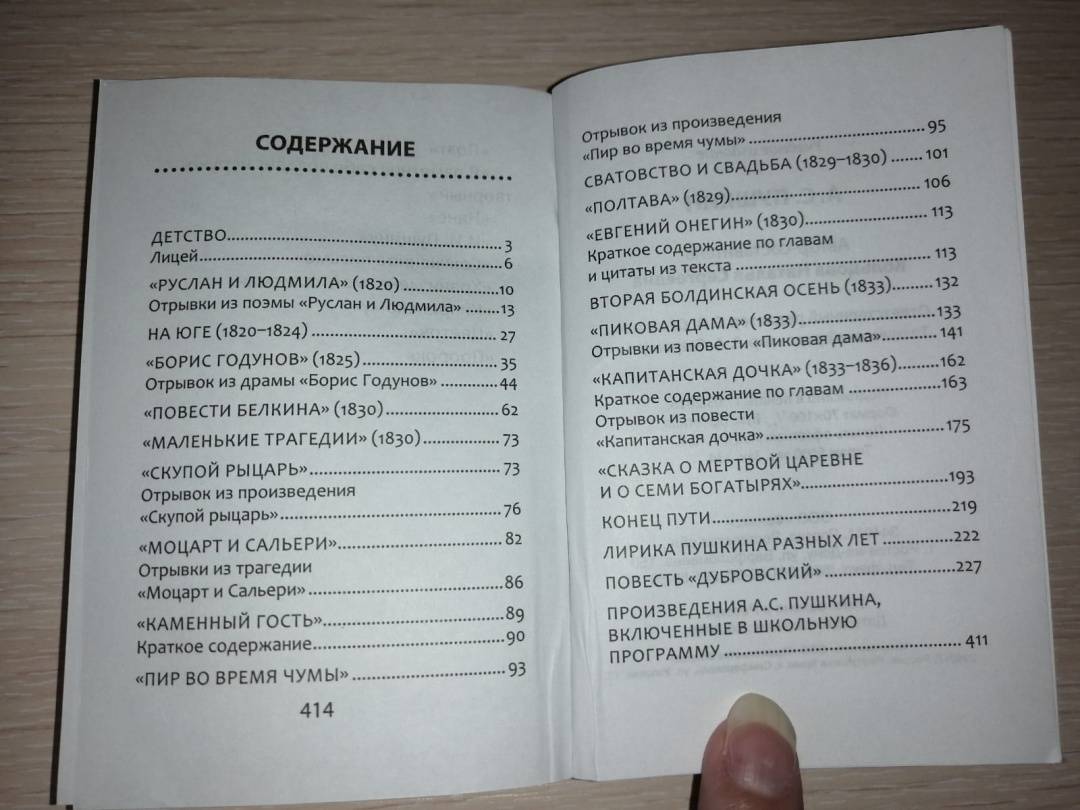 СОДЕРЖАНИЕ
ДЕТСТВО........3
Лицей........6
«РУСЛАН И ЛЮДМИЛА» (1820)........10
Отрывки из поэмы «Руслан и Людмила»........13
НА ЮГЕ (1820–1824)........27
«БОРИС ГОДУНОВ» (1825)........35
Отрывок из драмы «Борис Годунов»........44
«ПОВЕСТИ БЕЛКИНА» (1830)........62
«МАЛЕНЬКИЕ ТРАГЕДИИ» (1830)........73
«СКУПОЙ РЫЦАРЬ»........73
Отрывок из произведения
«Скупой рыцарь»........76
«МОЦАРТ И САЛЬЕРИ»........82
Отрывки из трагедии
«Моцарт и Сальери»........86
«КАМЕННЫЙ ГОСТЬ»........89
Краткое содержание........90
«ПИР ВО ВРЕМЯ ЧУМЫ»........93
414
Отрывок из произведения
«Пир во время чумы»........95
СВАТОВСТВО И СВАДЬБА (1829–1830)........101
«ПОЛТАВА» (1829)........106
«ЕВГЕНИЙ ОНЕГИН» (1830)........113
Краткое содержание по главам
и цитаты из текста........113
ВТОРАЯ БОЛДИНСКАЯ ОСЕНЬ (1833)........132
«ПИКОВАЯ ДАМА» (1833)........133
Отрывки из повести «Пиковая дама»........141
«КАПИТАНСКАЯ ДОЧКА» (1833–1836)........162
Краткое содержание по главам........163
Отрывок из повести
«Капитанская дочка»........175
«СКАЗКА О МЕРТВОЙ ЦАРЕВНЕ
И О СЕМИ БОГАТЫРЯХ»........193
КОНЕЦ ПУТИ........219
ЛИРИКА ПУШКИНА РАЗНЫХ ЛЕТ........222
ПОВЕСТЬ «ДУБРОВСКИЙ»........227
ПРОИЗВЕДЕНИЯ А.С. ПУШКИНА,
ВКЛЮЧЕННЫЕ В ШКОЛЬНУЮ
ПРОГРАММУ........411